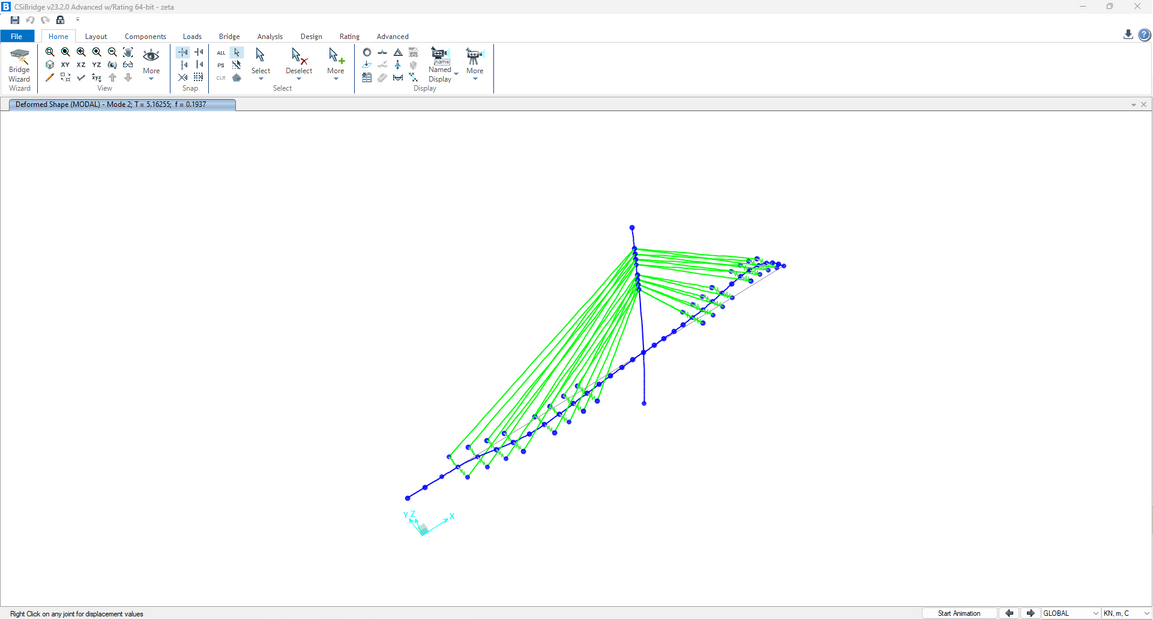 CSiBridge v23.2.0 Advanced w/Rating 64-bit - zeta
File Home Layout Components Loads Bridge Analysis Design Rating Advanced
Bridge
Wizard
Wizard
XY XZ YZ
More
View
Snap
ALL
PS
CLR
Select
Deselect
More
Select
name
Named
Display
More
Display
Deformed Shape (MODAL) - Mode 2; T = 5.16255; f = 0.1937
Y Z
X
Right Click on any joint for displacement values
Start Animation
GLOBAL
KN, m, C